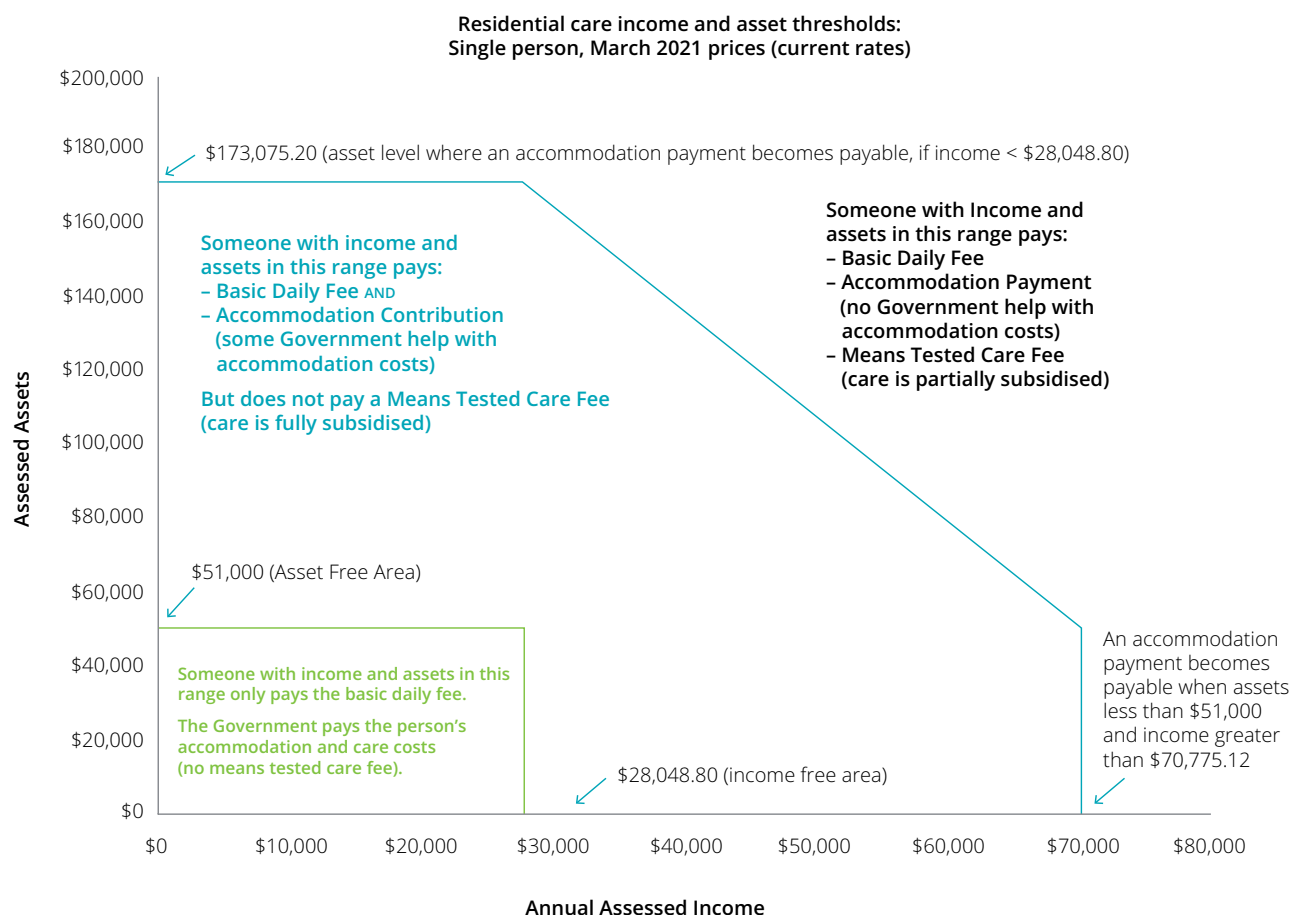 Residential care income and asset thresholds:
Single person, March 2021 prices (current rates)
$200,000
$180,000
$160,000
$140,000
$120,000
$100,000
$80,000
$60,000
$40,000
$20,000
$0
Assessed Assets
$173,075.20 (asset level where an accommodation payment becomes payable, if income < $28,048.80)
Someone with income and
assets in this range pays:
– Basic Daily Fee AND
– Accommodation Contribution
(some Government help with
accommodation costs)
But does not pay a Means Tested Care Fee
(care is fully subsidised)
Someone with Income and
assets in this range pays:
– Basic Daily Fee
– Accommodation Payment
(no Government help with
accommodation costs)
– Means Tested Care Fee
(care is partially subsidised)
$51,000 (Asset Free Area)
Someone with income and assets in this
range only pays the basic daily fee.
The Government pays the person’s
accommodation and care costs
(no means tested care fee).
$28,048.80 (income free area)
An accommodation
payment becomes
payable when assets
less than $51,000
and income greater
than $70,775.12
$0
$10,000
$20,000
$30,000
$40,000
$50,000
$60,000
$70,000
$80,000
Annual Assessed Income